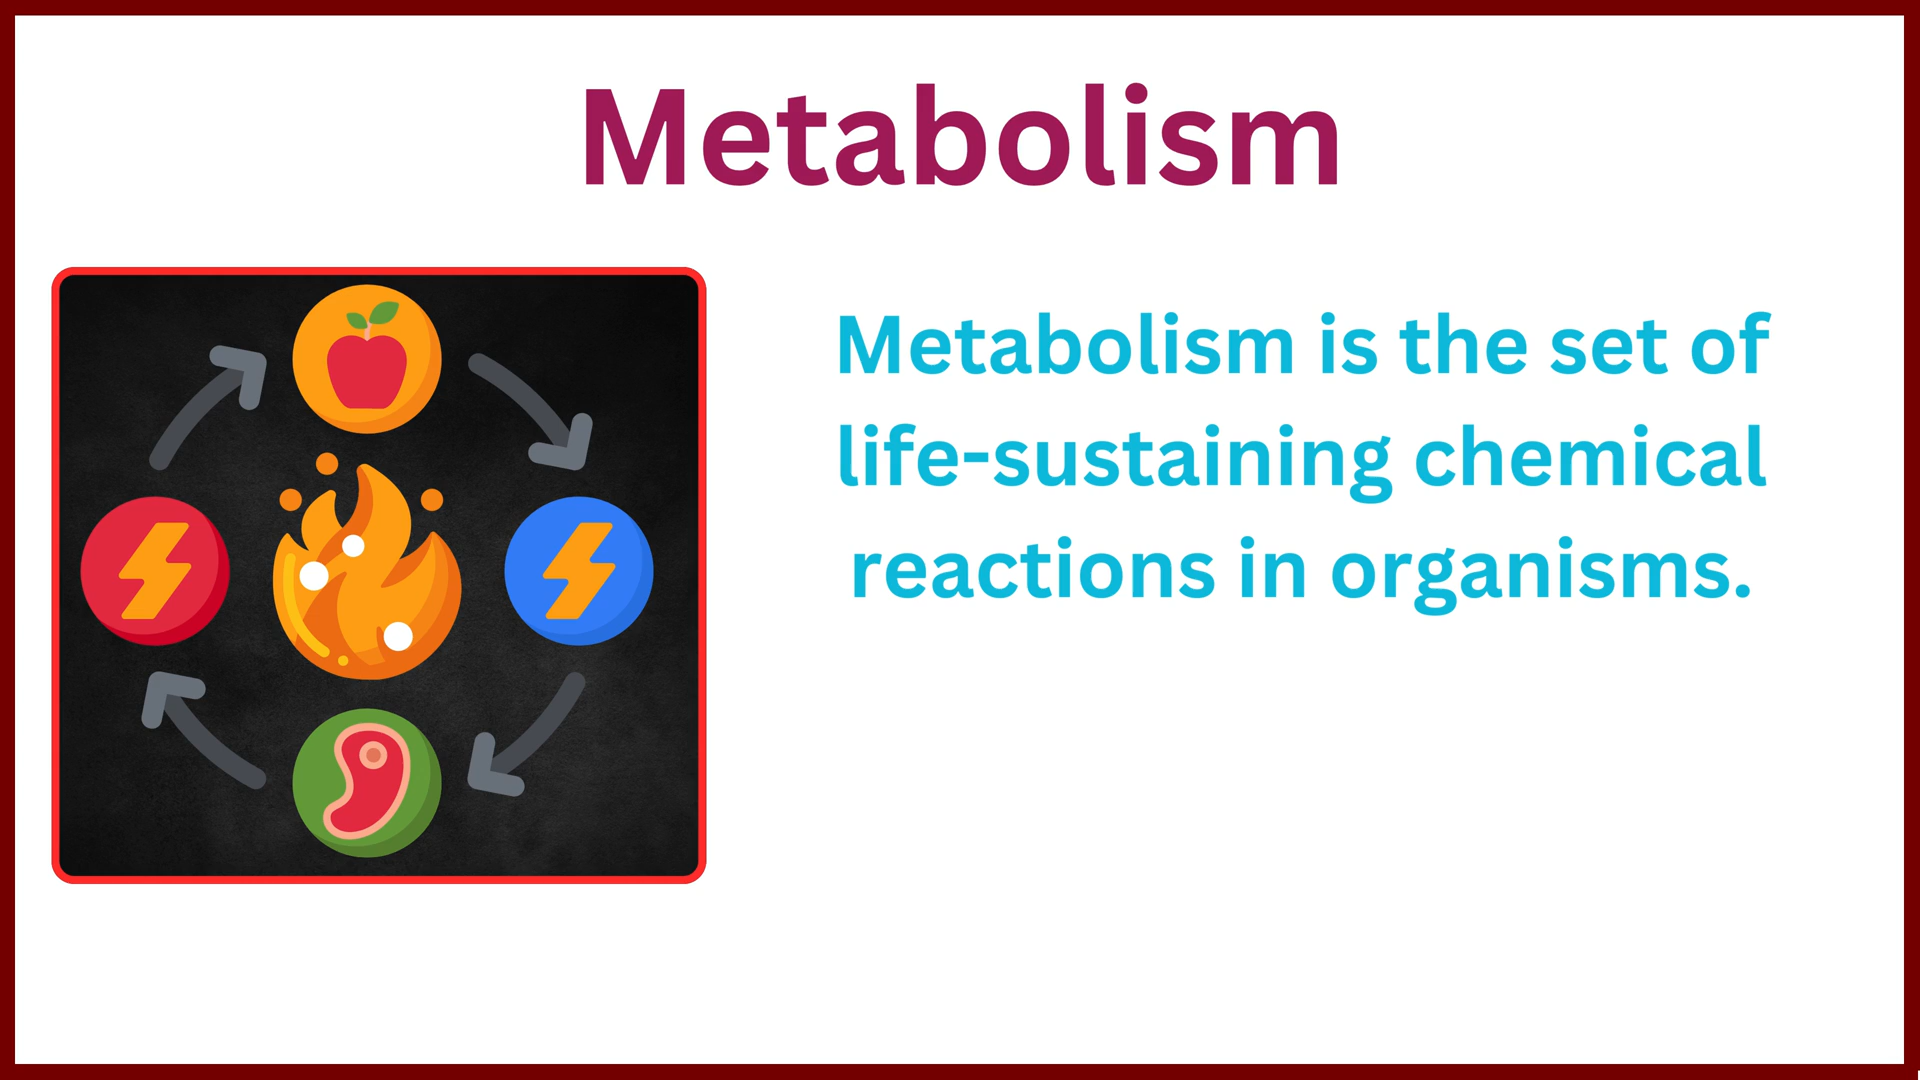 Metabolism
Metabolism is the set of
life-sustaining chemical
reactions in organisms.